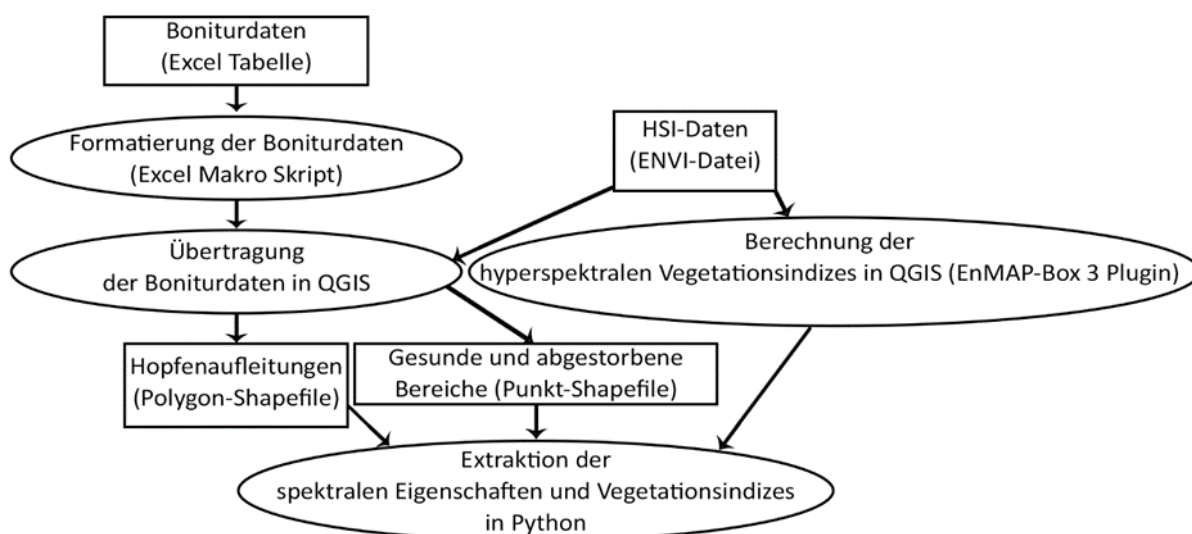 Boniturdaten
(Excel Tabelle)
Formatierung der Boniturdaten
(Excel Makro Skript)
HSI-Daten
(ENVI-Datei)
Übertragung
der Boniturdaten in QGIS
Berechnung der
hyperspektralen Vegetationsindizes in QGIS (EnMAP-Box 3 Plugin)
Hopfenaufleitungen
(Polygon-Shapefile)
Gesunde und abgestorbene
Bereiche (Punkt-Shapefile)
Extraktion der
spektralen Eigenschaften und Vegetationsindizes
in Python